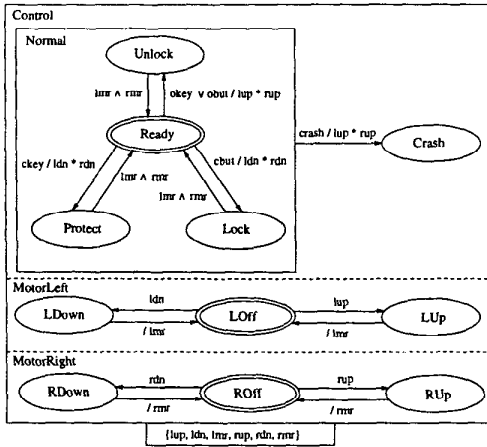 Control
Normal
Unlock
lmr ∧ rmr
okey ∨ obut / lup * rup
Ready
crash / lup * rup
Crash
ckey / ldn * rdn
cbut / ldn * rdn
lmr ∧ rmr
lmr ∧ rmr
Protect
Lock
MotorLeft
ldn
lup
LDown
LOff
LUp
/ lmr
/ lmr
MotorRight
rdn
rup
RDown
ROff
RUp
/ rmr
/ rmr
{lup, ldn, lmr, rup, rdn, rmr}